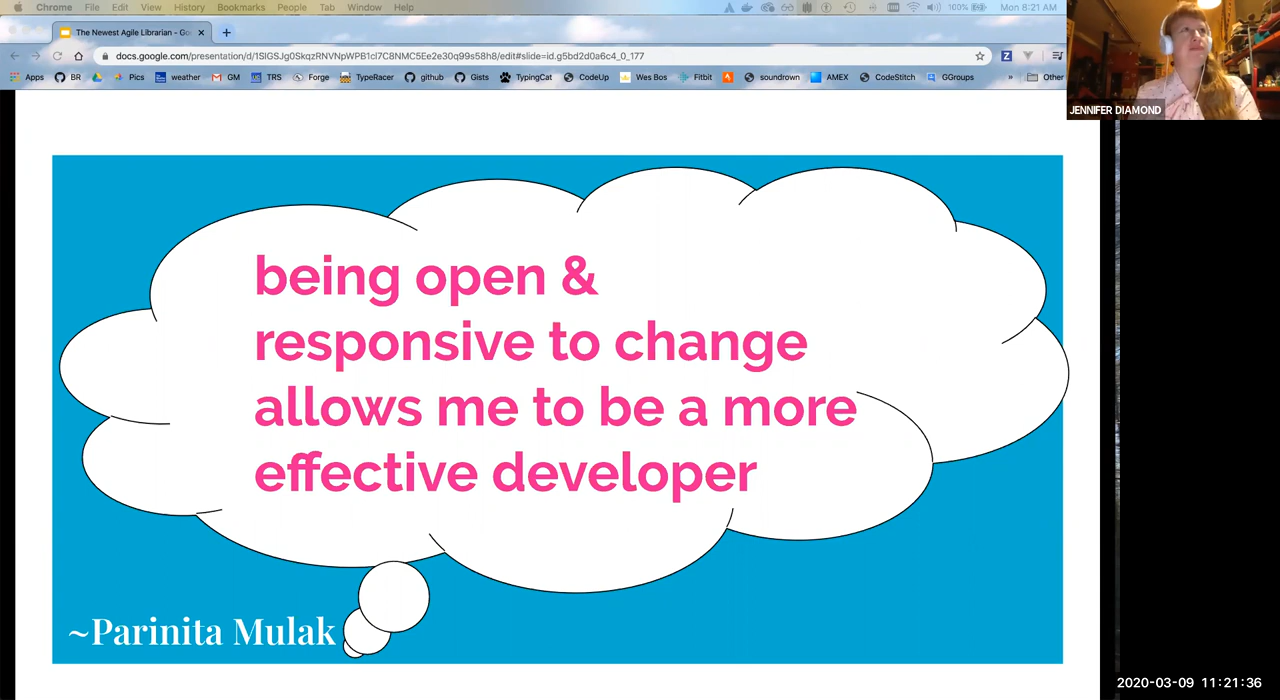 Chrome File Edit View History Bookmarks People Tab Window Help 100% Mon 8:21 AM
The Newest Agile Librarian - Goo
docs.google.com/presentation/d/1SlGSJg0SkqzRNVNpWPB1cl7C8NMC5Ee2e30q99s58h8/edit#slide=id.g5bd2d0a6c4_0_177
Apps BR Pics weather GM TRS Forge TypeRacer github Gists TypingCat CodeUp Wes Bos Fitbit soundrown AMEX CodeStitch GGroups » Other
JENNIFER DIAMOND
being open &
responsive to change
allows me to be a more
effective developer
~Parinita Mulak
2020-03-09 11:21:36